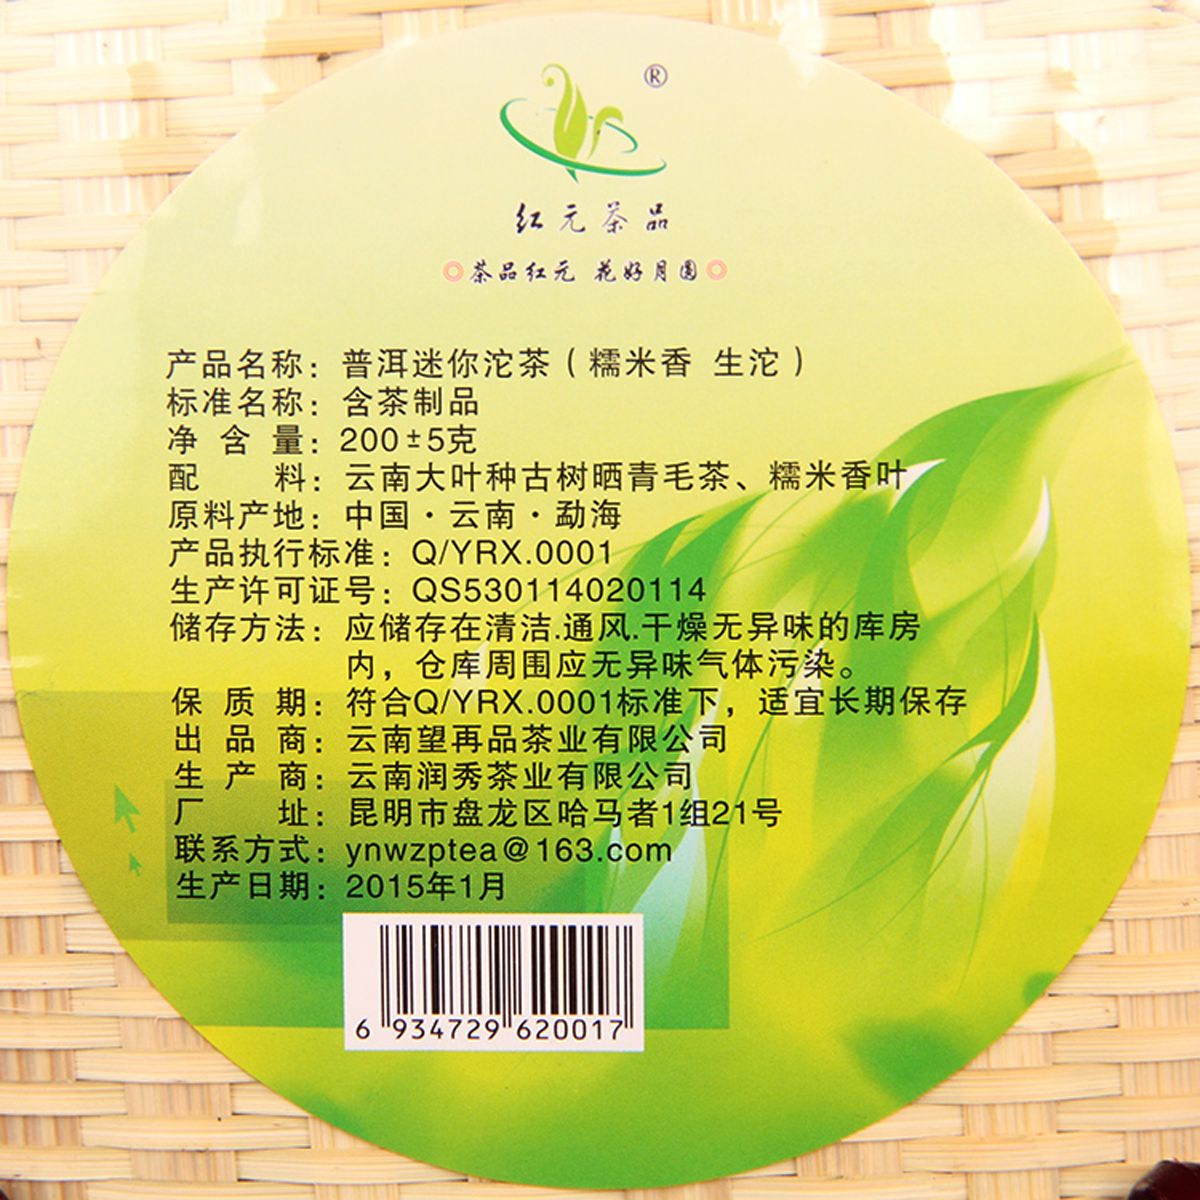 ®
红元茶品
茶品红元 花好月圆
产品名称：普洱迷你沱茶（糯米香 生沱）
标准名称：含茶制品
净 含 量：200±5克
配 料：云南大叶种古树晒青毛茶、糯米香叶
原料产地：中国·云南·勐海
产品执行标准：Q/YRX.0001
生产许可证号：QS530114020114
储存方法：应储存在清洁.通风.干燥无异味的库房
内，仓库周围应无异味气体污染。
保 质 期：符合Q/YRX.0001标准下，适宜长期保存
出 品 商：云南望再品茶业有限公司
生 产 商：云南润秀茶业有限公司
厂 址：昆明市盘龙区哈马者1组21号
联系方式：ynwzptea@163.com
生产日期：2015年1月
6 934729 620017